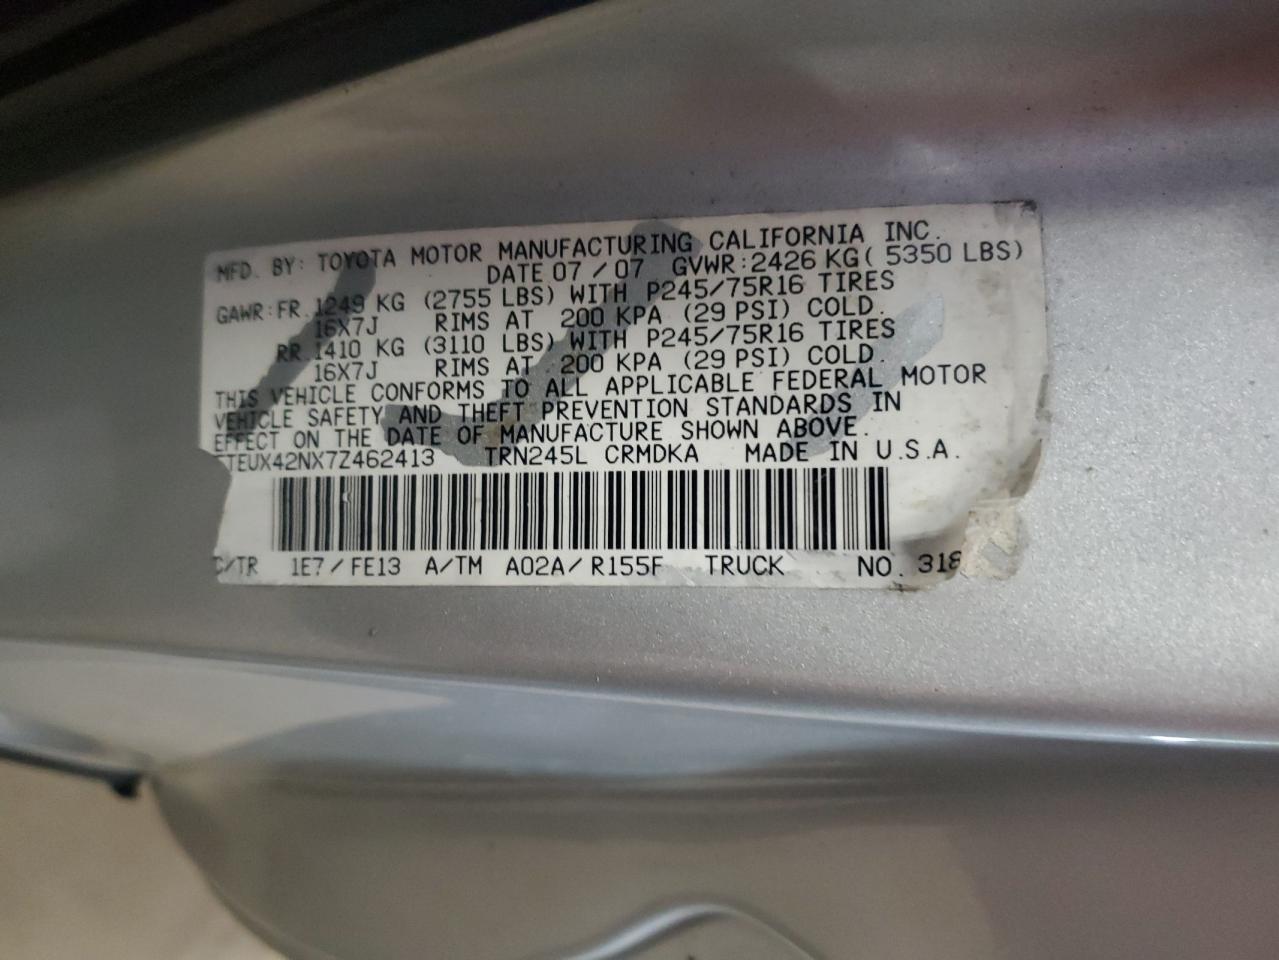 MFD. BY: TOYOTA MOTOR MANUFACTURING CALIFORNIA INC.
DATE 07/07 GVWR: 2426 KG( 5350 LBS)
GAWR: FR. 1249 KG (2755 LBS) WITH P245/75R16 TIRES
16X7J RIMS AT 200 KPA (29 PSI) COLD.
RR. 1410 KG (3110 LBS) WITH P245/75R16 TIRES
16X7J RIMS AT 200 KPA (29 PSI) COLD.
THIS VEHICLE CONFORMS TO ALL APPLICABLE FEDERAL MOTOR
VEHICLE SAFETY AND THEFT PREVENTION STANDARDS IN
EFFECT ON THE DATE OF MANUFACTURE SHOWN ABOVE.
TEUX42NX7Z462413 TRN245L CRMDKA MADE IN U.S.A.
C/TR 1E7/FE13 A/TM A02A/R155F TRUCK NO. 318